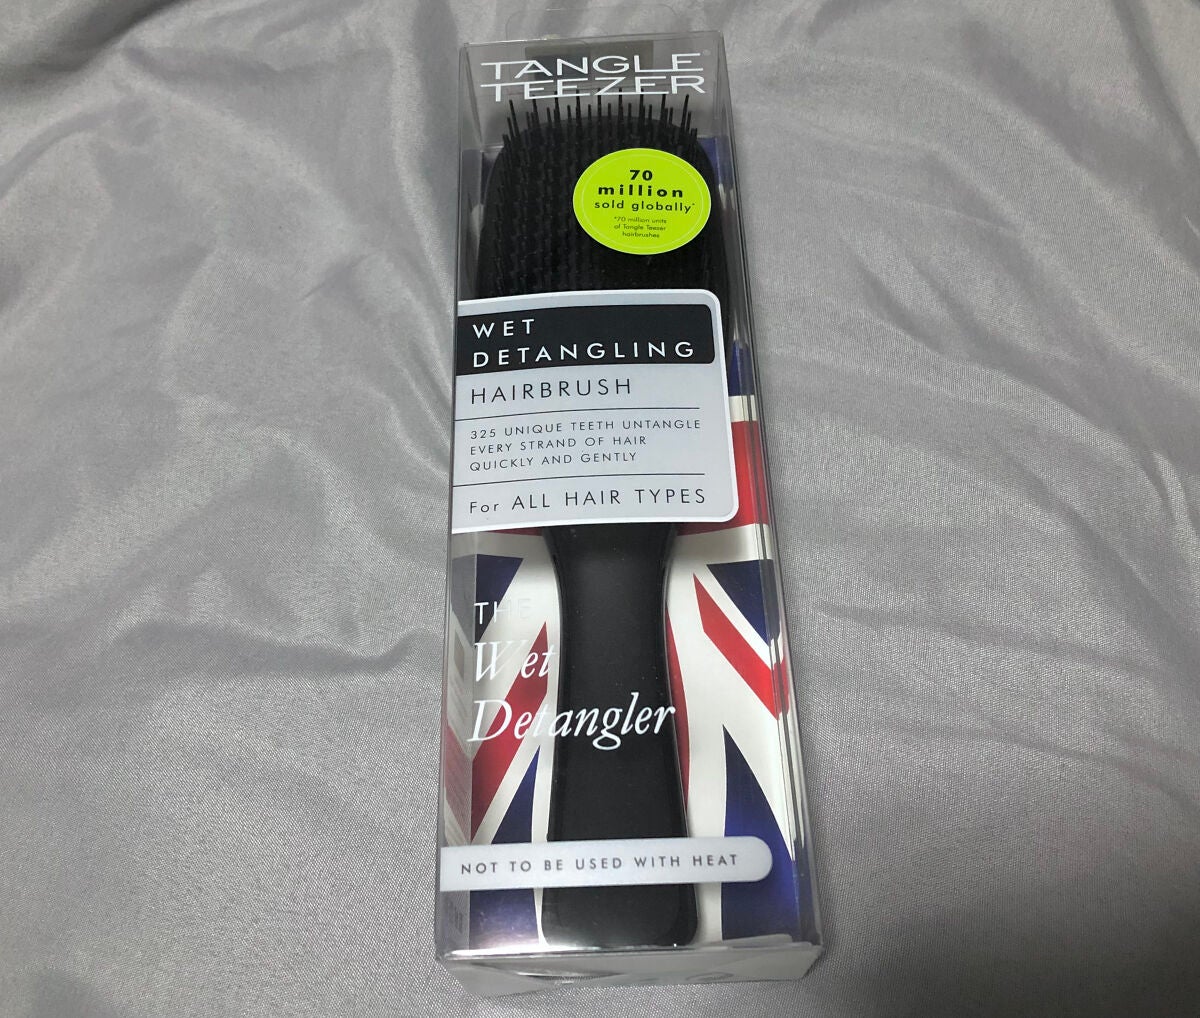 TANGLE
TEEZER®
70
million
sold globally*
*70 million units
of Tangle Teezer
hairbrushes
WET
DETANGLING
HAIRBRUSH
325 UNIQUE TEETH UNTANGLE
EVERY STRAND OF HAIR
QUICKLY AND GENTLY
For ALL HAIR TYPES
THE
Wet
Detangler
NOT TO BE USED WITH HEAT